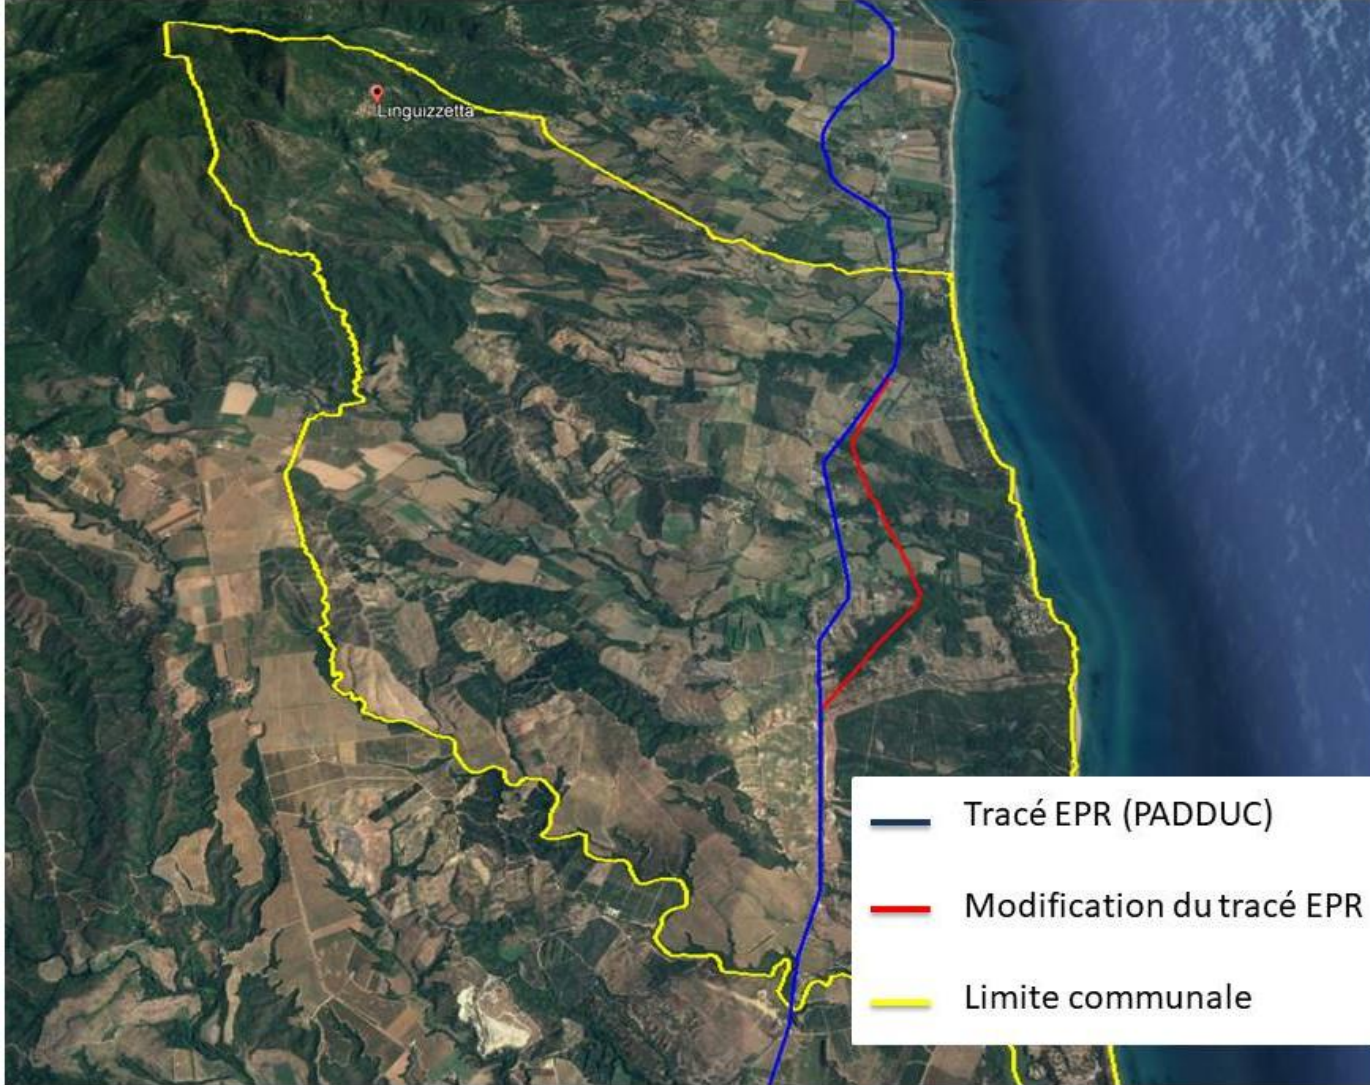 Linguizzetta
Tracé EPR (PADDUC)
Modification du tracé EPR
Limite communale